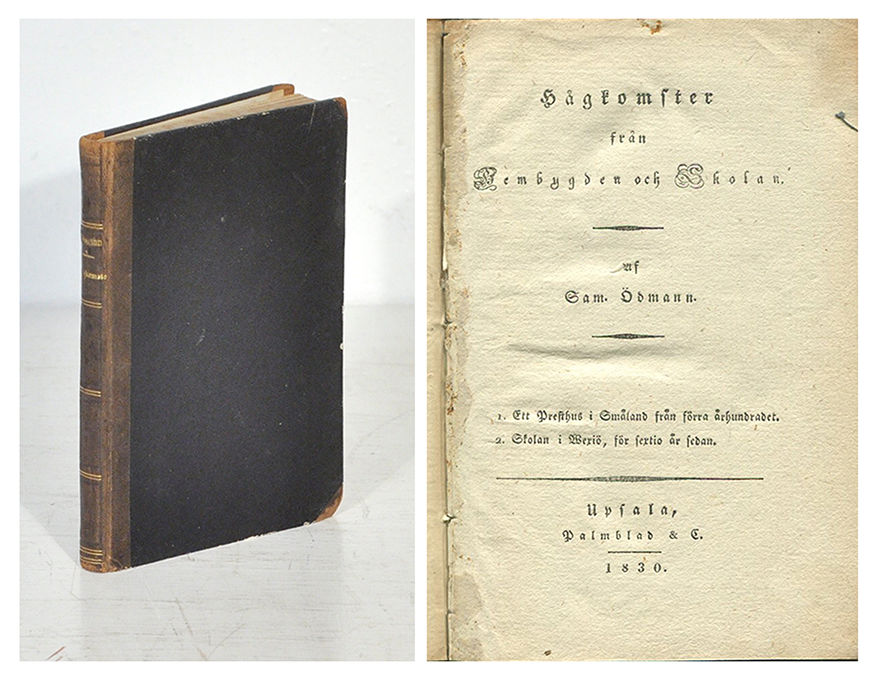 Hågkomster
från
Hembygden och Skolan.
af
Sam. Ödmann.
1. Ett Presthus i Småland från förra århundradet.
2. Skolan i Wexiö, för sextio år sedan.
Upsala,
Palmblad & C.
1830.